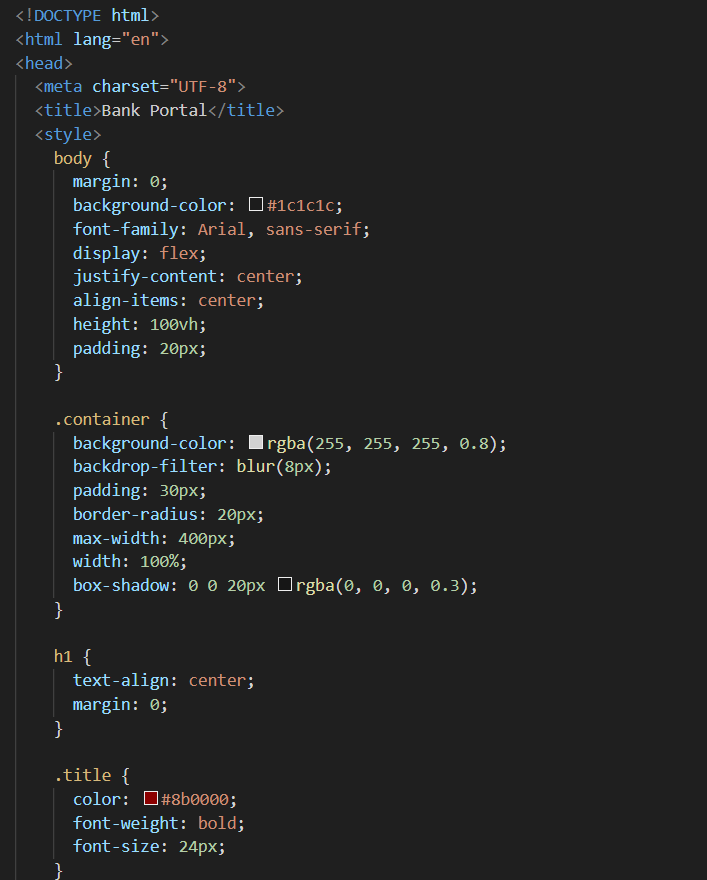 <!DOCTYPE html>
<html lang="en">
<head>
<meta charset="UTF-8">
<title>Bank Portal</title>
<style>
body {
margin: 0;
background-color: #1c1c1c;
font-family: Arial, sans-serif;
display: flex;
justify-content: center;
align-items: center;
height: 100vh;
padding: 20px;
}
.container {
background-color: rgba(255, 255, 255, 0.8);
backdrop-filter: blur(8px);
padding: 30px;
border-radius: 20px;
max-width: 400px;
width: 100%;
box-shadow: 0 0 20px rgba(0, 0, 0, 0.3);
}
h1 {
text-align: center;
margin: 0;
}
.title {
color: #8b0000;
font-weight: bold;
font-size: 24px;
}